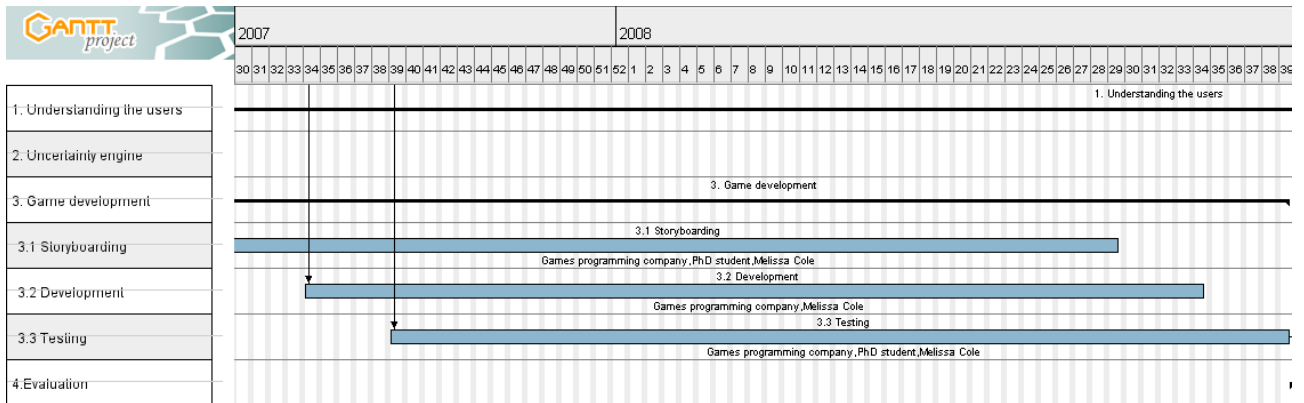 GANTT
project
2007 2008
30 31 32 33 34 35 36 37 38 39 40 41 42 43 44 45 46 47 48 49 50 51 52 1 2 3 4 5 6 7 8 9 10 11 12 13 14 15 16 17 18 19 20 21 22 23 24 25 26 27 28 29 30 31 32 33 34 35 36 37 38 39
1. Understanding the users
1. Understanding the users
2. Uncertainly engine
3. Game development
3. Game development
3.1 Storyboarding
3.1 Storyboarding
Games programming company,PhD student,Melissa Cole
3.2 Development
3.2 Development
Games programming company,Melissa Cole
3.3 Testing
3.3 Testing
Games programming company,PhD student,Melissa Cole
4.Evaluation